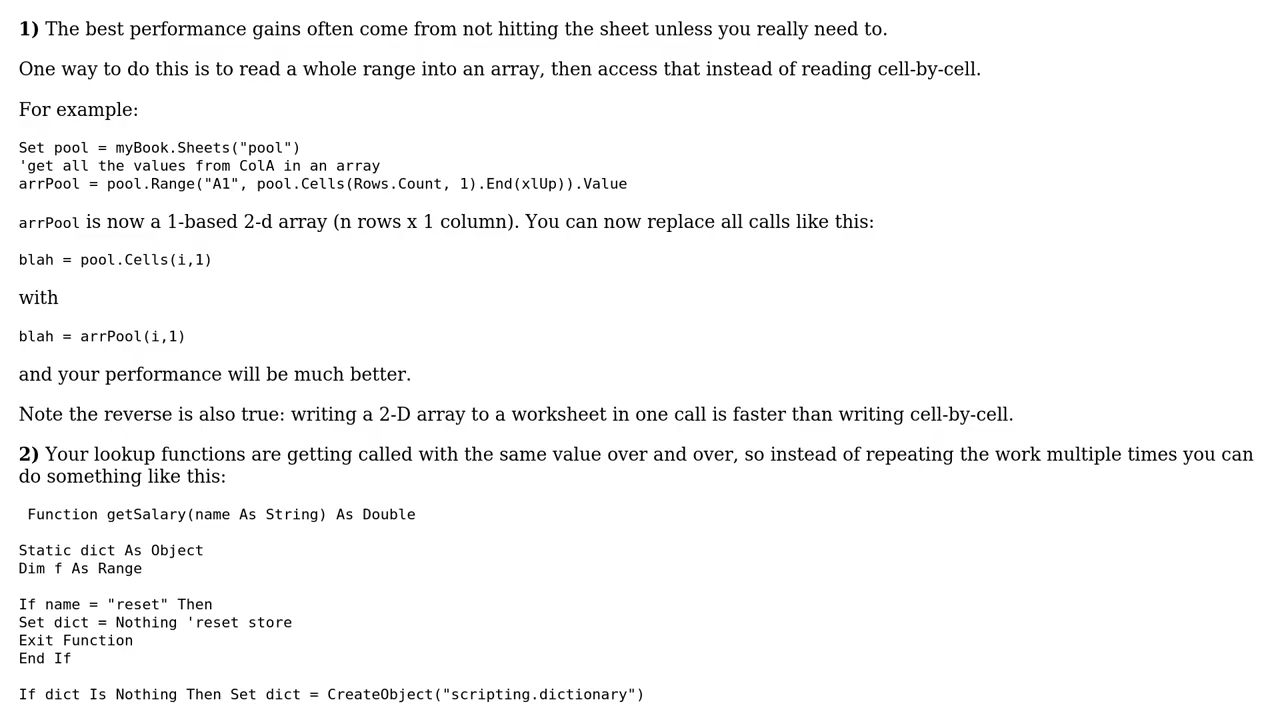 1) The best performance gains often come from not hitting the sheet unless you really need to.
One way to do this is to read a whole range into an array, then access that instead of reading cell-by-cell.
For example:
Set pool = myBook.Sheets("pool")
'get all the values from ColA in an array
arrPool = pool.Range("A1", pool.Cells(Rows.Count, 1).End(xlUp)).Value
arrPool is now a 1-based 2-d array (n rows x 1 column). You can now replace all calls like this:
blah = pool.Cells(i,1)
with
blah = arrPool(i,1)
and your performance will be much better.
Note the reverse is also true: writing a 2-D array to a worksheet in one call is faster than writing cell-by-cell.
2) Your lookup functions are getting called with the same value over and over, so instead of repeating the work multiple times you can
do something like this:
Function getSalary(name As String) As Double
Static dict As Object
Dim f As Range
If name = "reset" Then
Set dict = Nothing 'reset store
Exit Function
End If
If dict Is Nothing Then Set dict = CreateObject("scripting.dictionary")